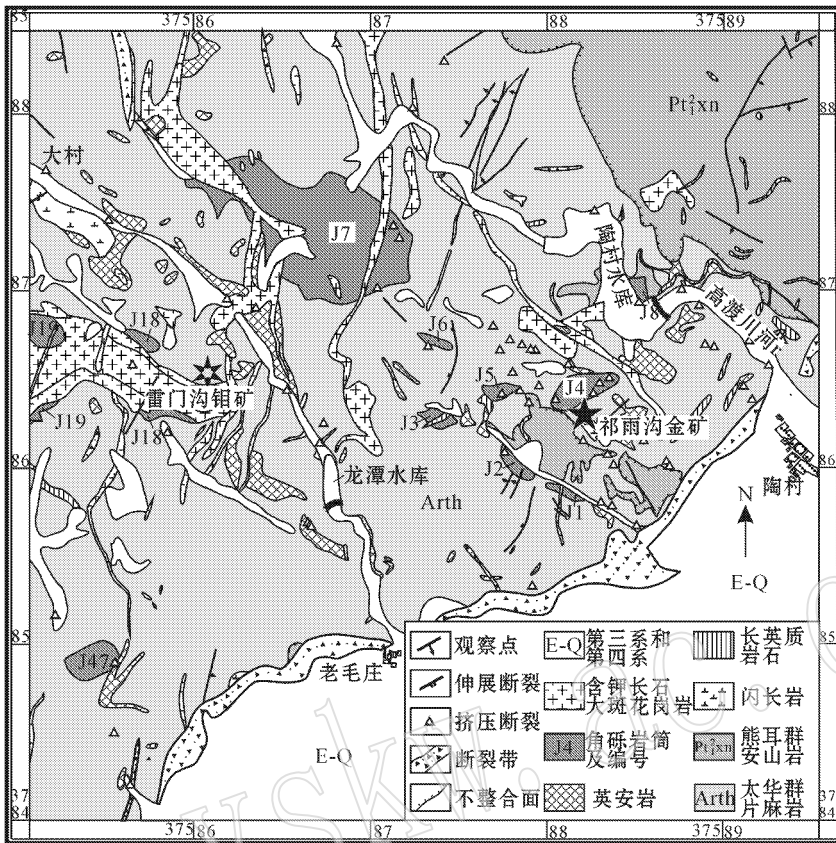 375 86 87 88 375 89
85
88 88
Pt₁²xn
大村
J7
87 87
陶村水库
高渡川河
J8
J19
J18
J6
雷门沟钼矿
J5
J4
J3
祁雨沟金矿
J19
J18
86 86
J2
龙潭水库
Arth
J1
陶村
N
E-Q
85
J47
老毛庄
E-Q
观察点
伸展断裂
挤压断裂
断裂带
不整合面
E-Q 第三系和
第四系
含钾长石
大斑花岗岩
J4 角砾岩筒
及编号
英安岩
长英质
岩石
闪长岩
Pt₁²xn 熊耳群
安山岩
Arth 太华群
片麻岩
37 37
84 84
375 86 87 88 375 89